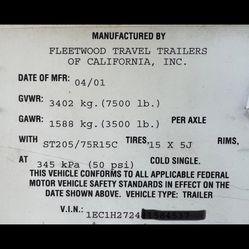 MANUFACTURED BY
FLEETWOOD TRAVEL TRAILERS
OF CALIFORNIA, INC.
DATE OF MFR: 04/01
GVWR: 3402 kg.(7500 lb.)
GAWR: 1588 kg.(3500 lb.) PER AXLE
WITH ST205/75R15C TIRES, 15 X 5J RIMS,
AT 345 kPa (50 psi) COLD SINGLE.
THIS VEHICLE CONFORMS TO ALL APPLICABLE FEDERAL
MOTOR VEHICLE SAFETY STANDARDS IN EFFECT ON THE
DATE SHOWN ABOVE. VEHICLE TYPE: TRAILER
V.I.N.: 1EC1H2724